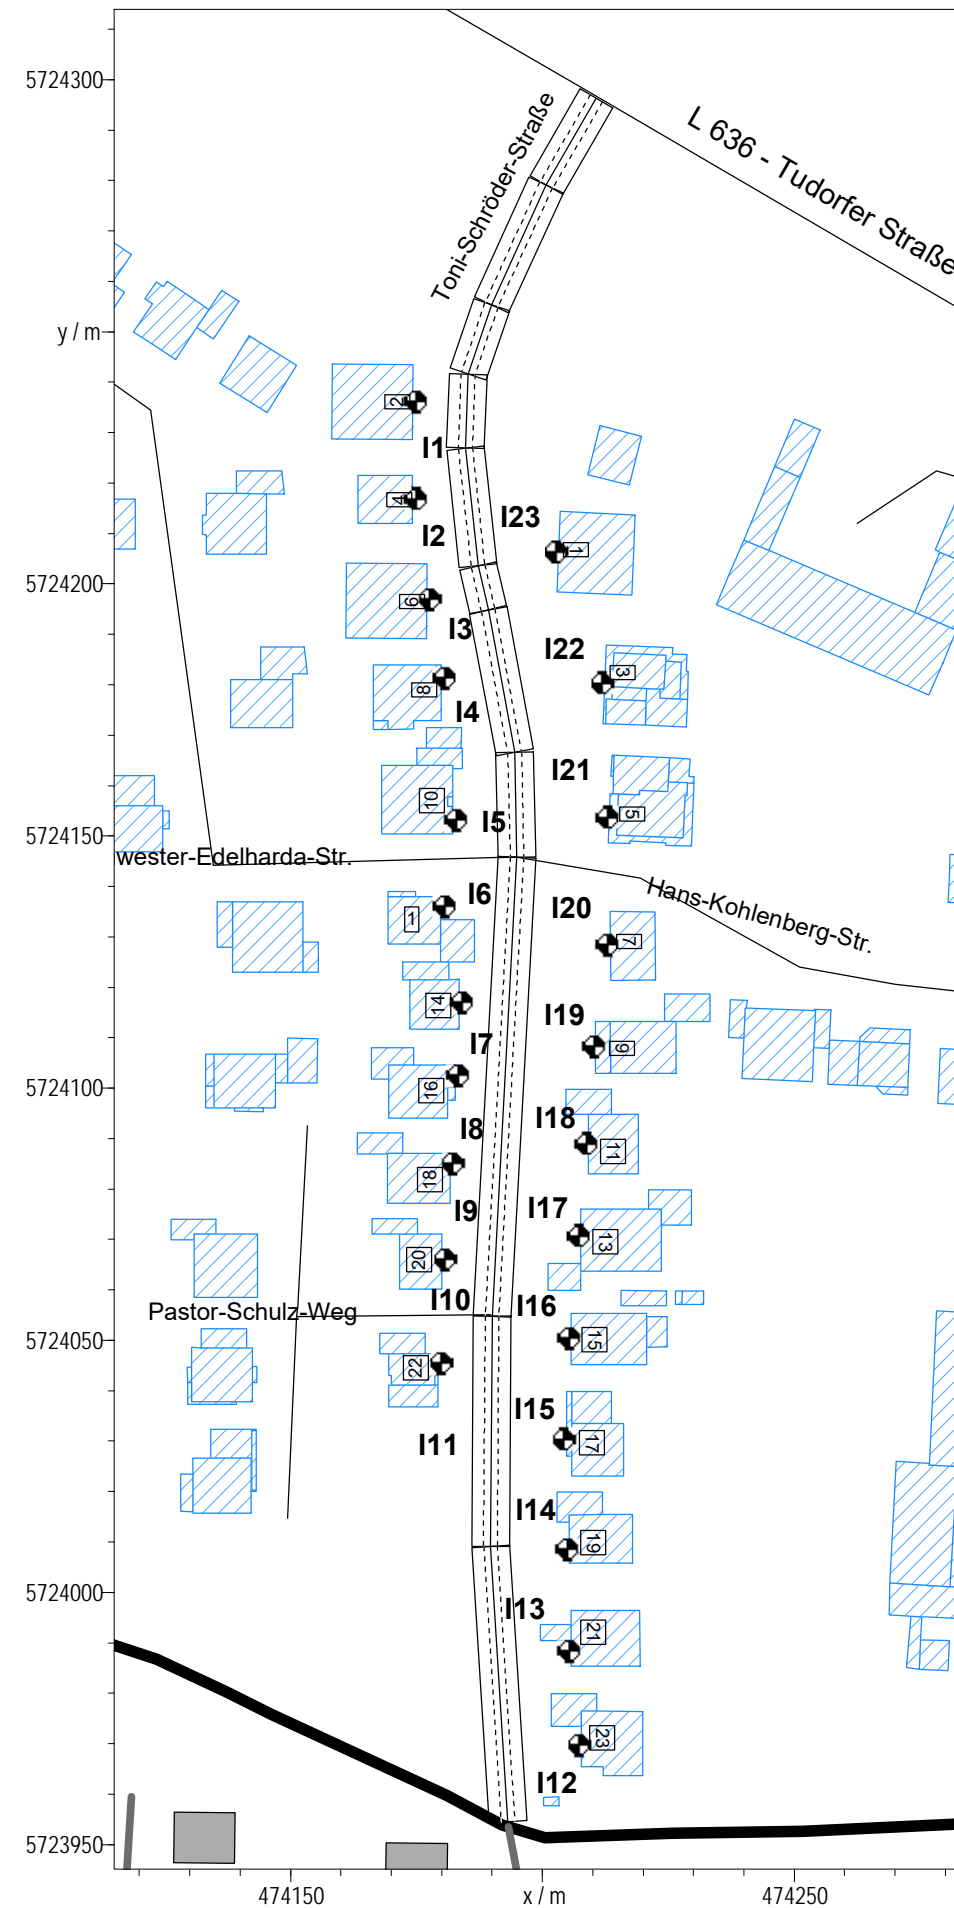 5724300
Toni-Schröder-Straße
L 636 - Tudorfer Straße
y / m
2
I1
4
I2
I23
1
5724200
6
I3
I22
3
8
I4
I21
10
I5
5
5724150
wester-Edelharda-Str.
I6
Hans-Kohlenberg-Str.
1
I20
7
14
I19
I7
9
5724100
16
I18
I8
11
18
I17
I9
13
20
I10
I16
Pastor-Schulz-Weg
5724050
15
22
I15
I11
17
I14
19
5724000
I13
21
23
I12
5723950
474150
x / m
474250